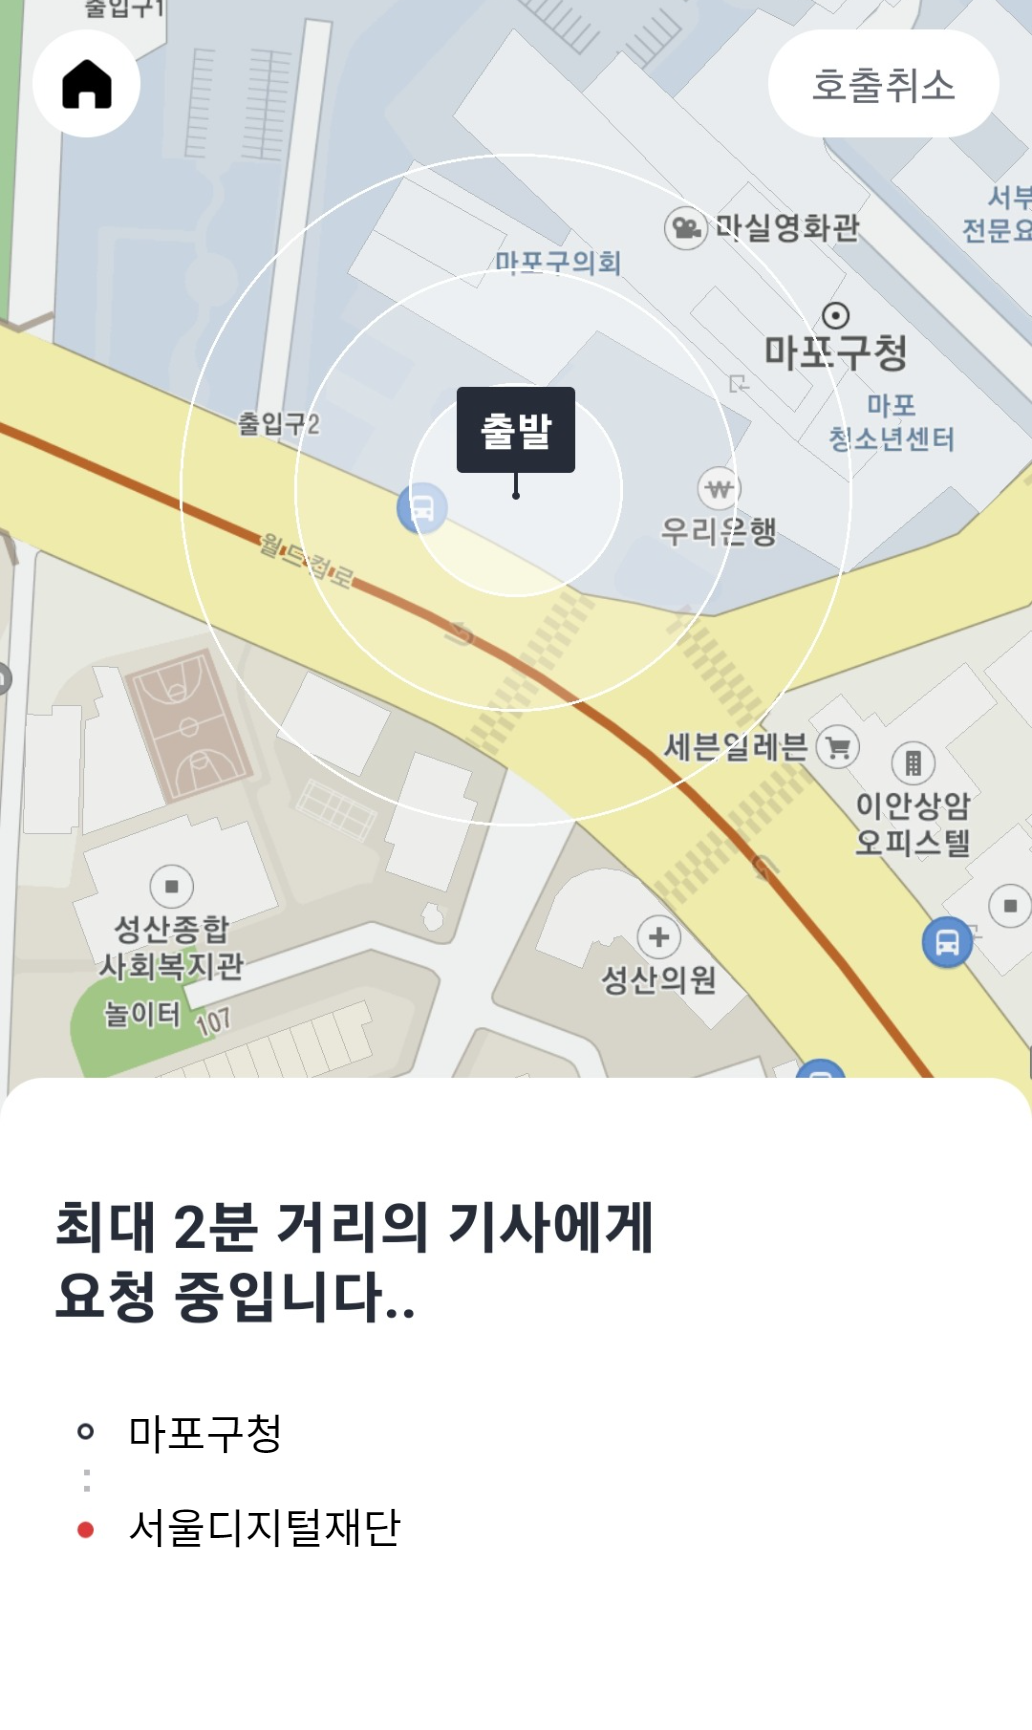 출입구1
호출취소
서부
전문요
마실영화관
마포구의회
마포구청
마포
청소년센터
출입구2
출발
우리은행
월드컵로
세븐일레븐
이안상암
오피스텔
성산종합
사회복지관
놀이터
107
성산의원
최대 2분 거리의 기사에게
요청 중입니다..
마포구청
서울디지털재단